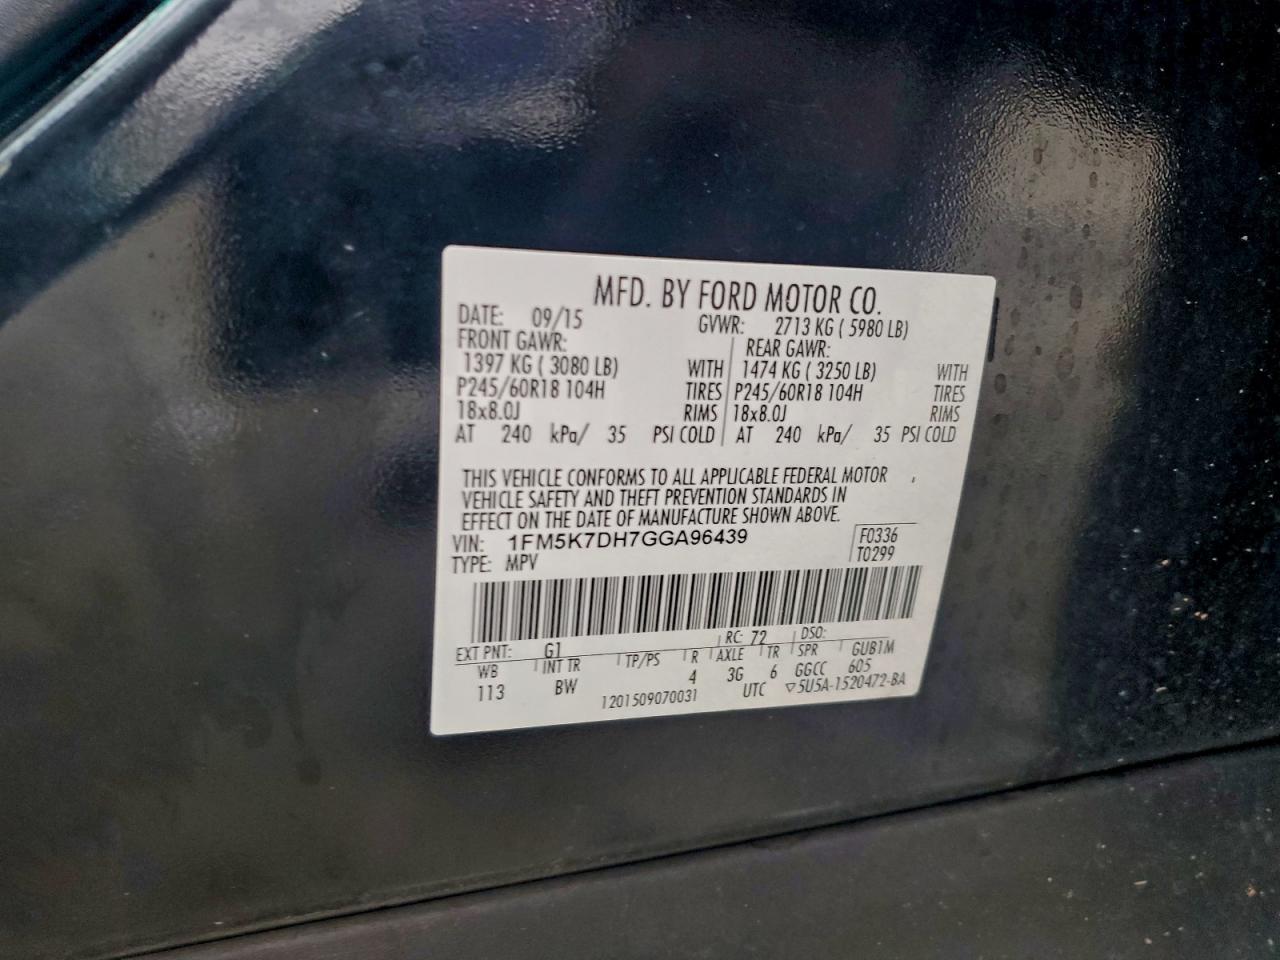 MFD. BY FORD MOTOR CO.
DATE: 09/15 GVWR: 2713 KG ( 5980 LB)
FRONT GAWR: REAR GAWR:
1397 KG ( 3080 LB) WITH 1474 KG ( 3250 LB) WITH
P245/60R18 104H TIRES P245/60R18 104H TIRES
18x8.0J RIMS 18x8.0J RIMS
AT 240 kPa/ 35 PSI COLD AT 240 kPa/ 35 PSI COLD
THIS VEHICLE CONFORMS TO ALL APPLICABLE FEDERAL MOTOR
VEHICLE SAFETY AND THEFT PREVENTION STANDARDS IN
EFFECT ON THE DATE OF MANUFACTURE SHOWN ABOVE.
VIN: 1FM5K7DH7GGA96439 F0336
TYPE: MPV T0299
EXT PNT: G1 RC: 72 DSO:
WB INT TR TP/PS R AXLE TR SPR GUB1M
113 BW 4 3G 6 GGCC 605
1201509070031 UTC ▽5U5A-1520472-BA